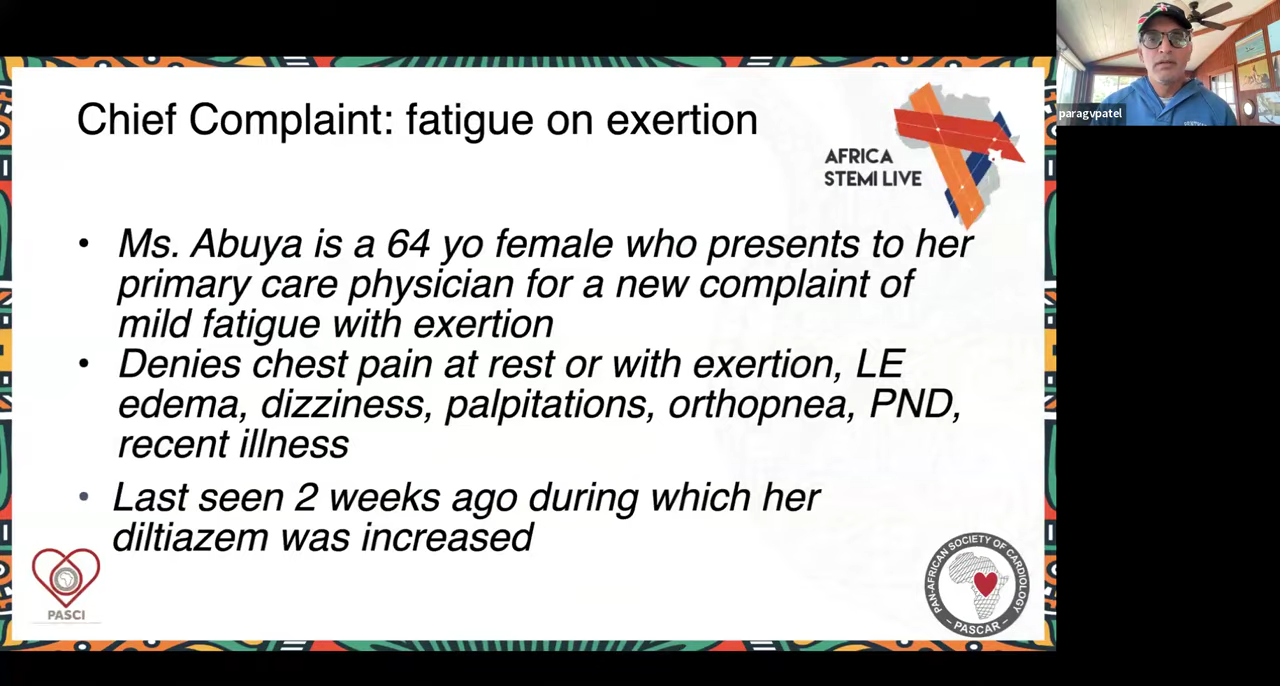 paragvpatel
Chief Complaint: fatigue on exertion
AFRICA
STEMI LIVE
• Ms. Abuya is a 64 yo female who presents to her
primary care physician for a new complaint of
mild fatigue with exertion
• Denies chest pain at rest or with exertion, LE
edema, dizziness, palpitations, orthopnea, PND,
recent illness
• Last seen 2 weeks ago during which her
diltiazem was increased
PASCI
PAN-AFRICAN SOCIETY OF CARDIOLOGY
- PASCAR -